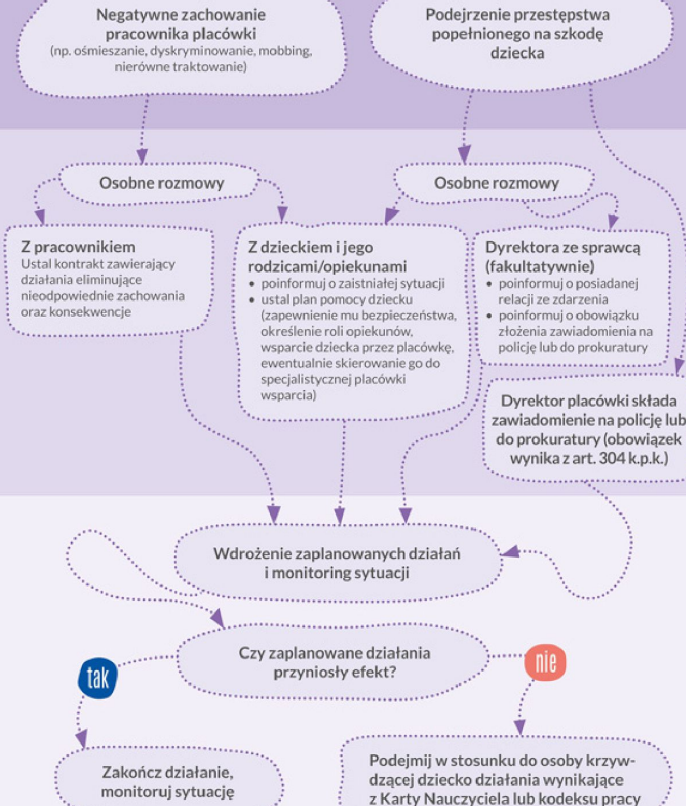 Negatywne zachowanie
pracownika placówki
(np. ośmieszanie, dyskryminowanie, mobbing,
nierówne traktowanie)
Podejrzenie przestępstwa
popełnionego na szkodę
dziecka
Osobne rozmowy
Osobne rozmowy
Z pracownikiem
Ustal kontrakt zawierający
działania eliminujące
nieodpowiednie zachowania
oraz konsekwencje
Z dzieckiem i jego
rodzicami/opiekunami
• poinformuj o zaistniałej sytuacji
• ustal plan pomocy dziecku
(zapewnienie mu bezpieczeństwa,
określenie roli opiekunów,
wsparcie dziecka przez placówkę,
ewentualnie skierowanie go do
specjalistycznej placówki
wsparcia)
Dyrektora ze sprawcą
(fakultatywnie)
• poinformuj o posiadanej
relacji ze zdarzenia
• poinformuj o obowiązku
złożenia zawiadomienia na
policję lub do prokuratury
Dyrektor placówki składa
zawiadomienie na policję lub
do prokuratury (obowiązek
wynika z art. 304 k.p.k.)
Wdrożenie zaplanowanych działań
i monitoring sytuacji
Czy zaplanowane działania
przyniosły efekt?
tak
nie
Zakończ działanie,
monitoruj sytuację
Podejmij w stosunku do osoby krzyw-
dzącej dziecko działania wynikające
z Karty Nauczyciela lub kodeksu pracy